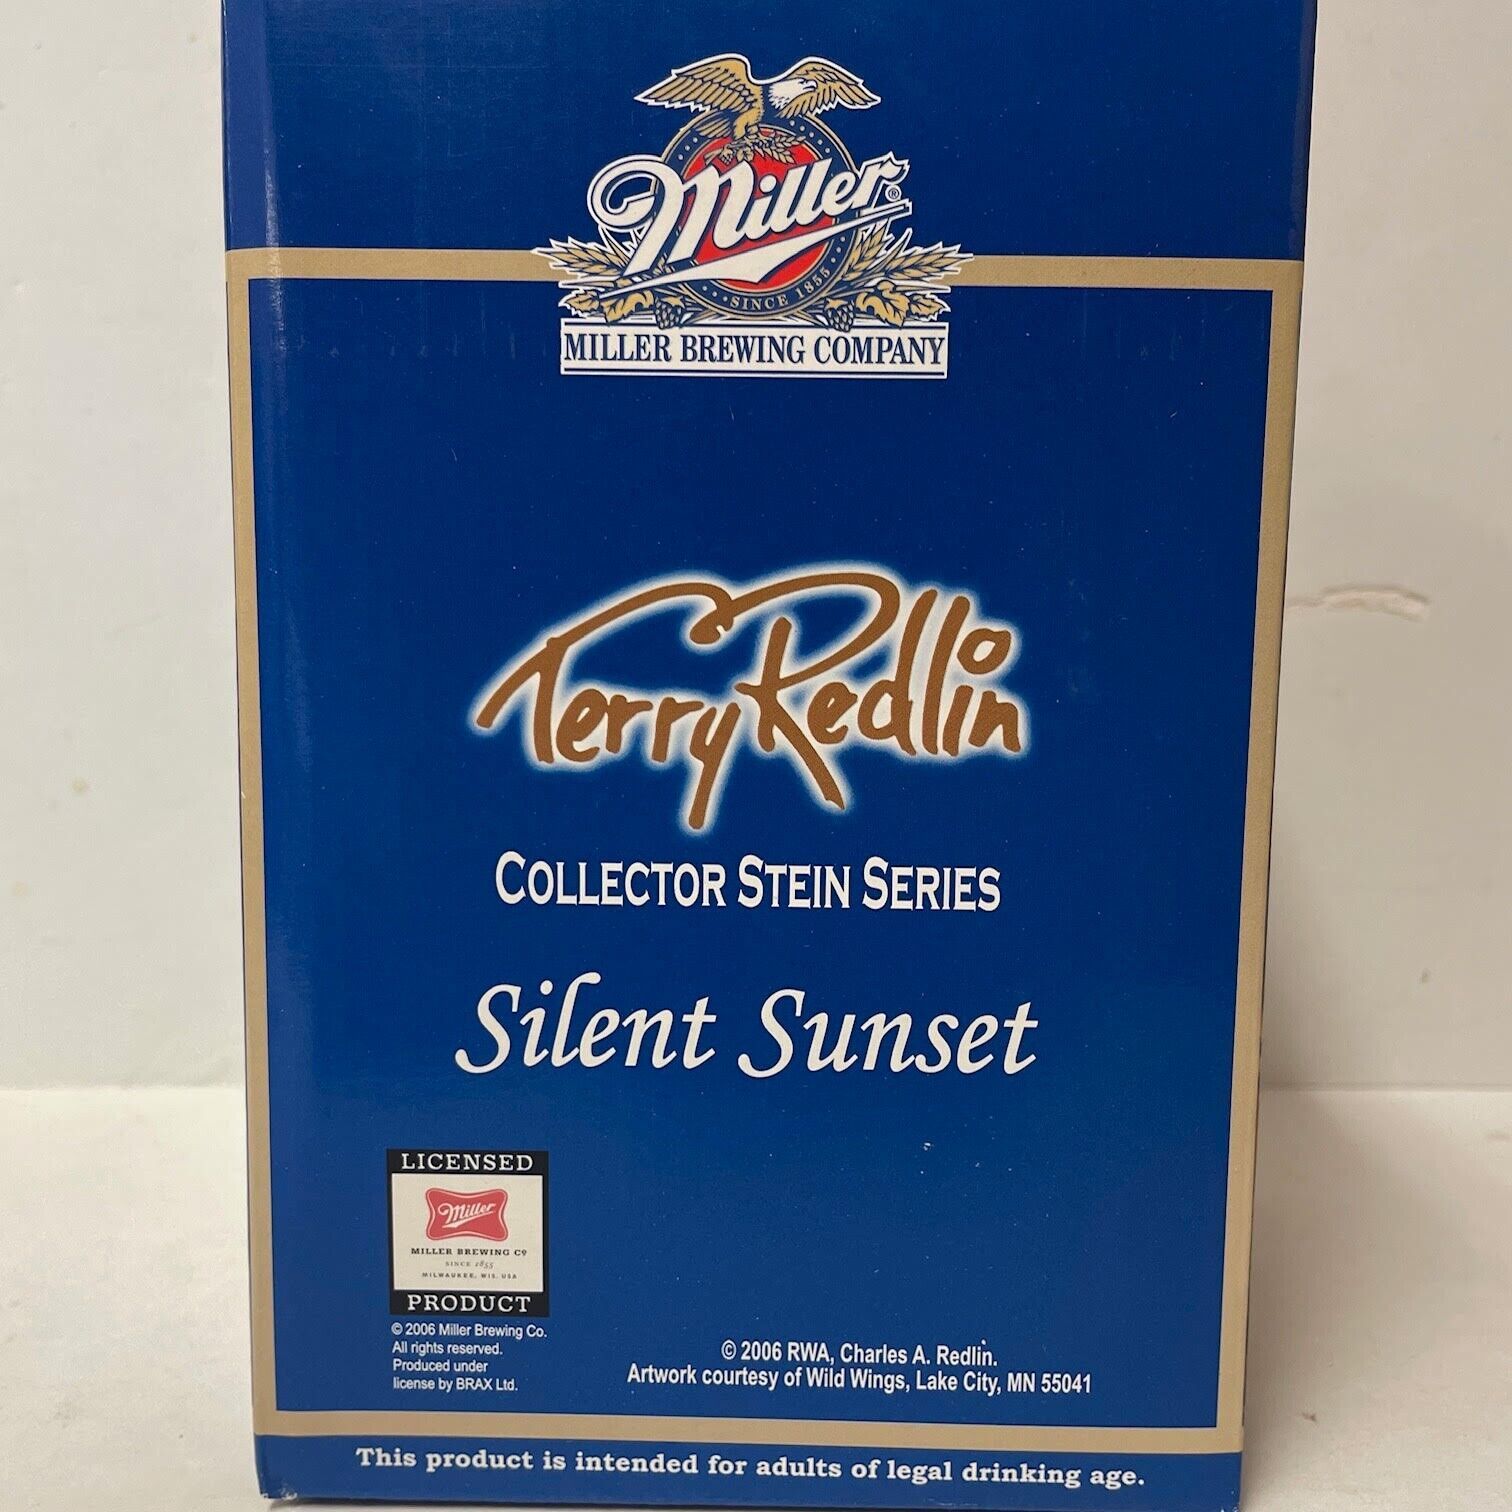 Miller®
SINCE 1855
MILLER BREWING COMPANY
Terry Redlin
COLLECTOR STEIN SERIES
Silent Sunset
LICENSED
Miller
MILLER BREWING Cº
SINCE 1855
MILWAUKEE, WIS. USA
PRODUCT
© 2006 Miller Brewing Co.
All rights reserved.
Produced under
license by BRAX Ltd.
© 2006 RWA, Charles A. Redlin.
Artwork courtesy of Wild Wings, Lake City, MN 55041
This product is intended for adults of legal drinking age.